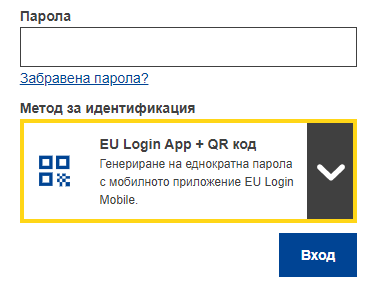 Парола
Забравена парола?
Метод за идентификация
EU Login App + QR код
Генериране на еднократна парола
с мобилното приложение EU Login
Mobile.
Вход